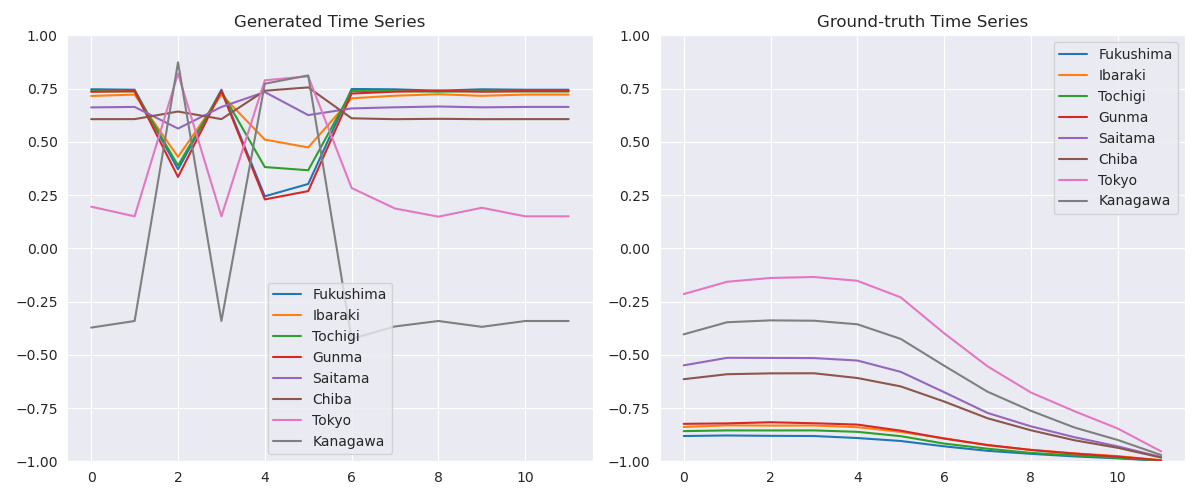 Generated Time Series
1.00
0.75
0.50
0.25
0.00
−0.25
−0.50
−0.75
−1.00
0 2 4 6 8 10
Fukushima
Ibaraki
Tochigi
Gunma
Saitama
Chiba
Tokyo
Kanagawa
Ground-truth Time Series
1.00
0.75
0.50
0.25
0.00
−0.25
−0.50
−0.75
−1.00
0 2 4 6 8 10
Fukushima
Ibaraki
Tochigi
Gunma
Saitama
Chiba
Tokyo
Kanagawa